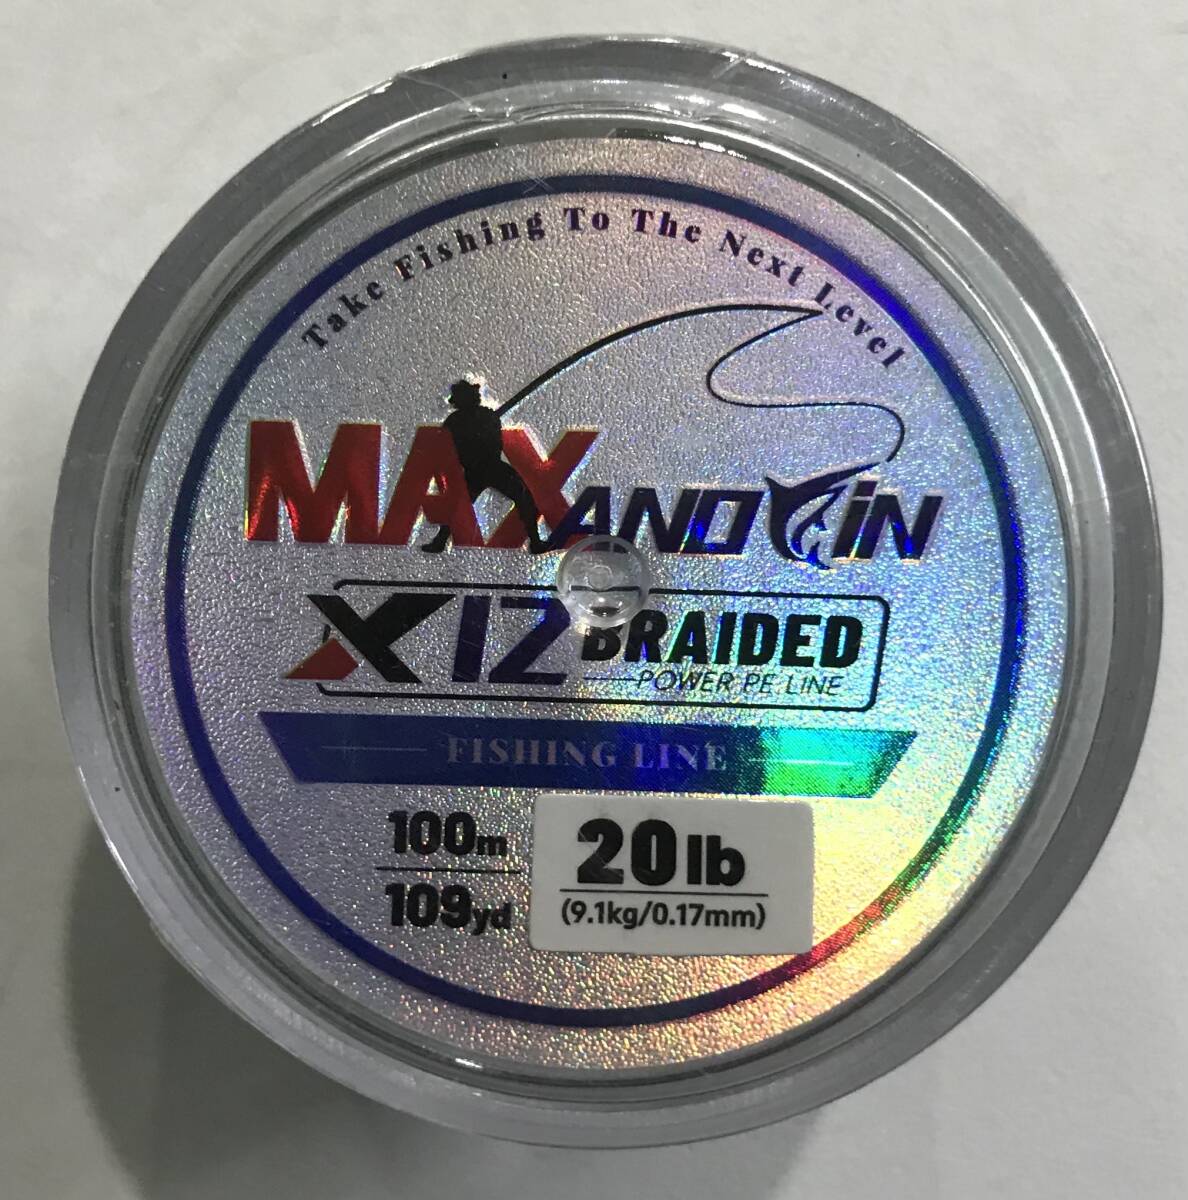 Take Fishing To The Next Level
MAXANDFIN
X12 BRAIDED
POWER PE LINE
FISHING LINE
100m
109yd
20lb
(9.1kg/0.17mm)